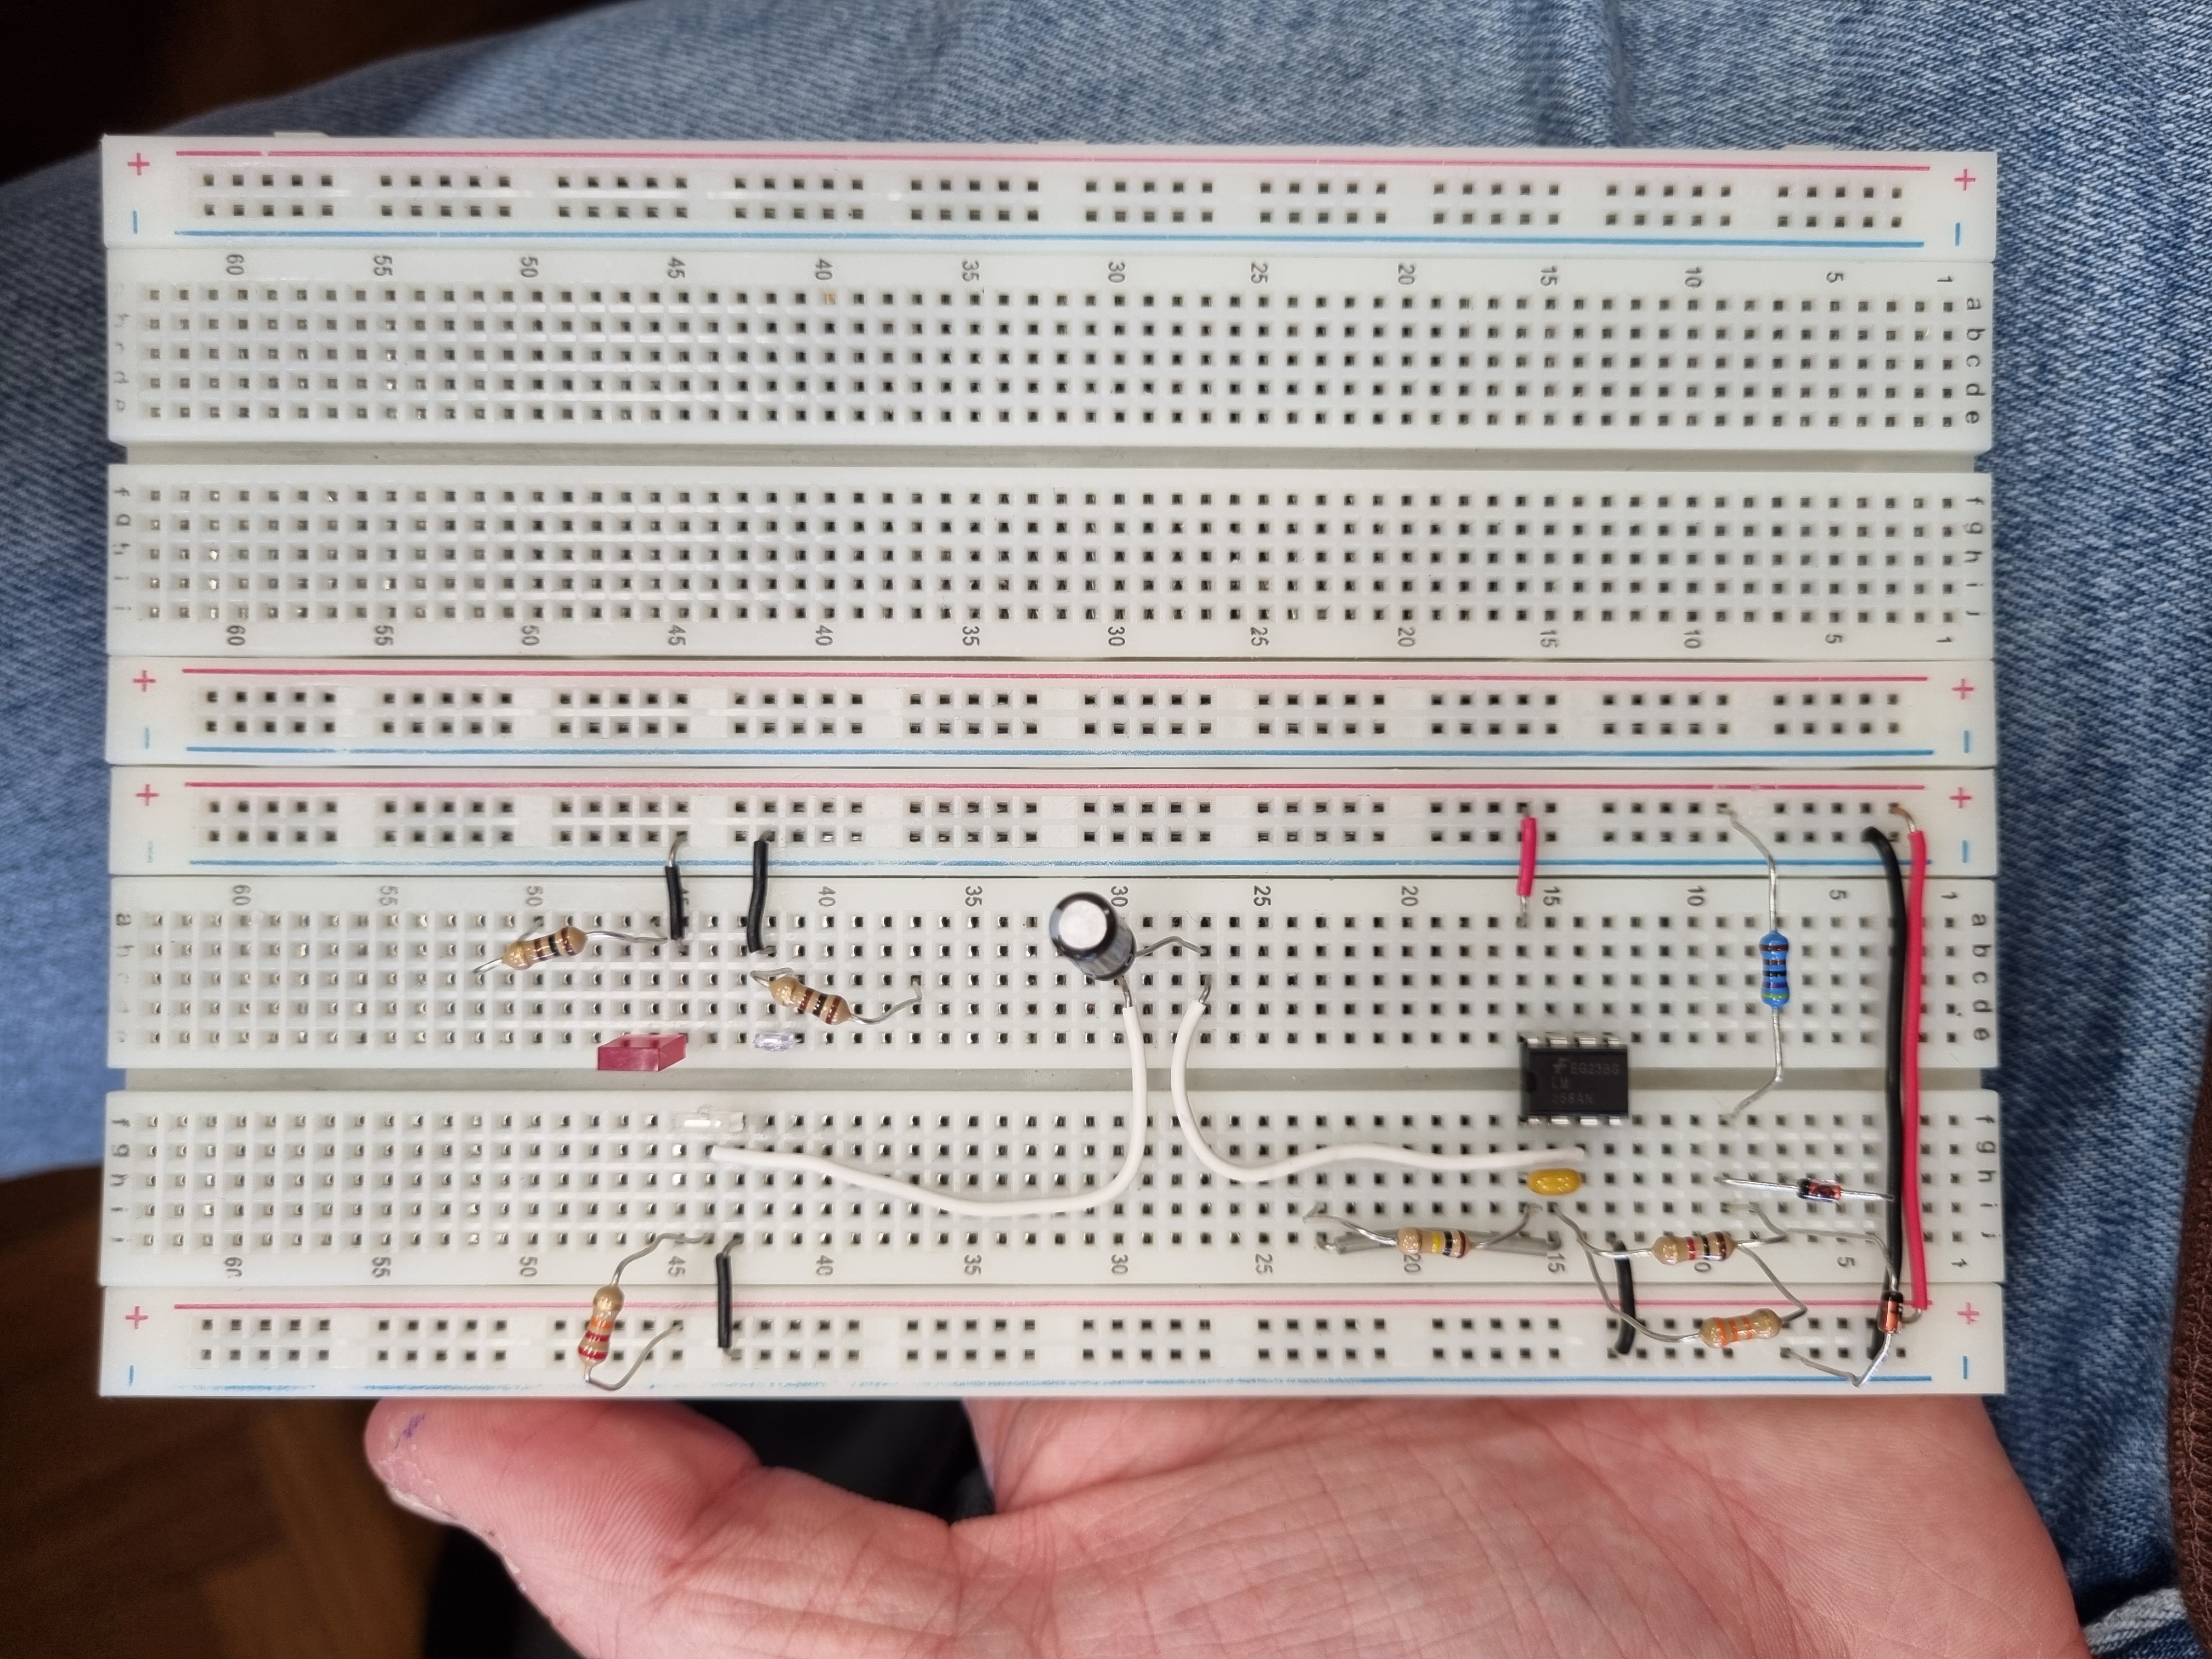 − + j i h g f e d c b a − + − + j i h g f e d c b a − +
60 60 60 60
55 55 55 55
50 50 50 50
45 45 45 45
40 40 40 40
35 35 35 35
30 30 30 30
25 25 25 25
20 20 20 20
15 15 15 15
10 10 10 10
5 5 5 5
1 1 1 1
− + j i h g f e d c b a − + − + j i h g f e d c b a − +
LM